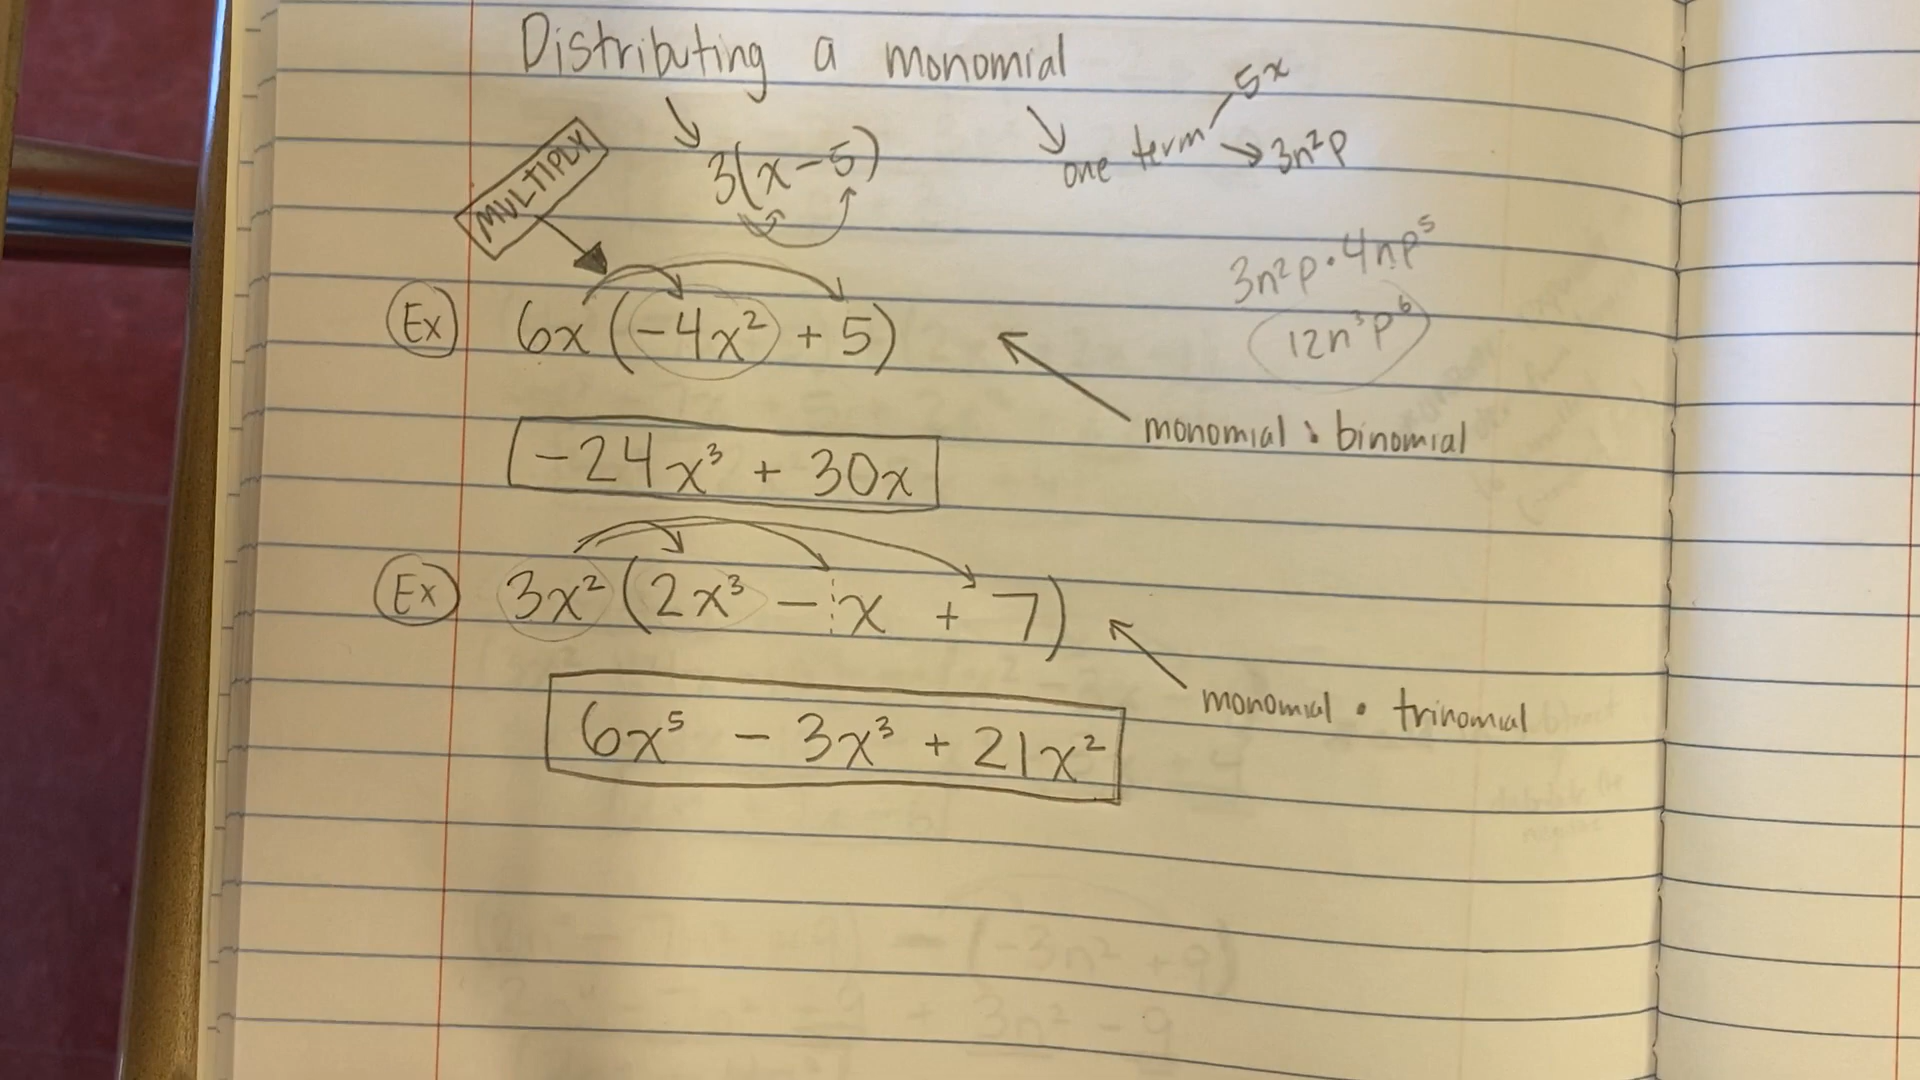 Distributing a monomial
5x
MULTIPLY
3(x - 5)
one term → 3n²p
3n²p · 4np⁵
12n³p⁶
Ex 6x(-4x² + 5)
monomial · binomial
-24x³ + 30x
Ex 3x²(2x³ - x + 7)
monomial · trinomial
6x⁵ - 3x³ + 21x²